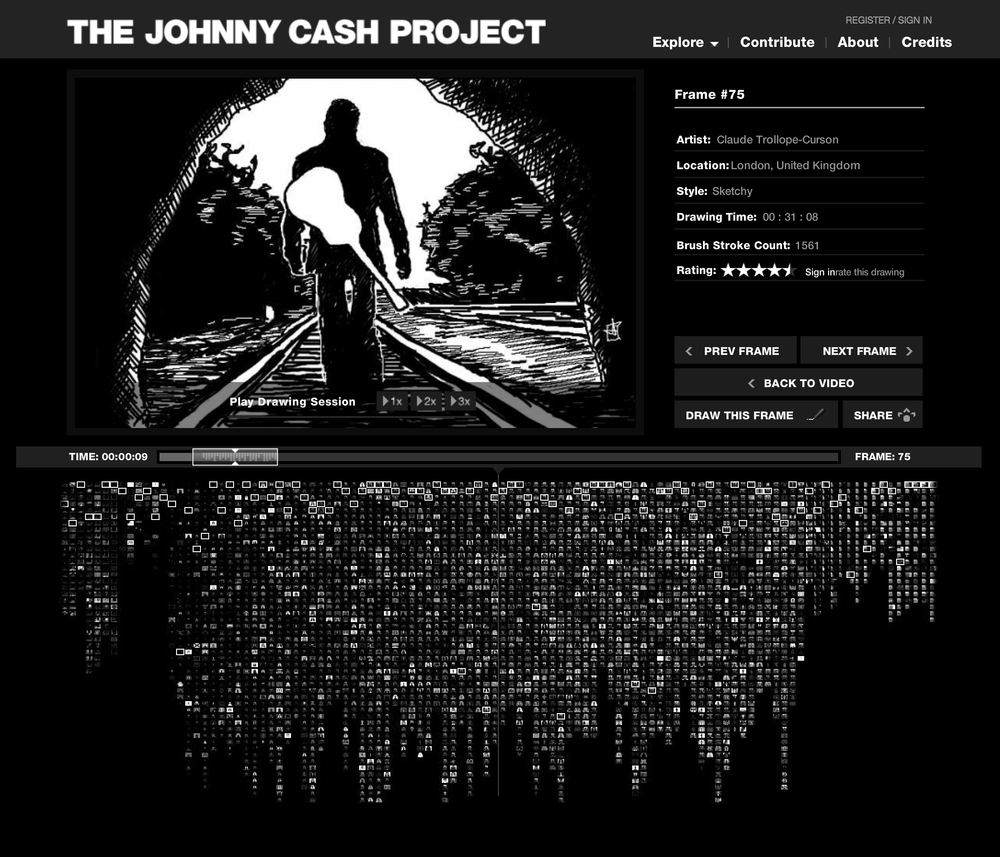 THE JOHNNY CASH PROJECT
REGISTER / SIGN IN
Explore
Contribute
About
Credits
Frame #75
Artist: Claude Trollope-Curson
Location: London, United Kingdom
Style: Sketchy
Drawing Time: 00 : 31 : 08
Brush Stroke Count: 1561
Rating: Sign inrate this drawing
PREV FRAME
NEXT FRAME
BACK TO VIDEO
DRAW THIS FRAME
SHARE
Play Drawing Session
1x
2x
3x
TIME: 00:00:09
FRAME: 75